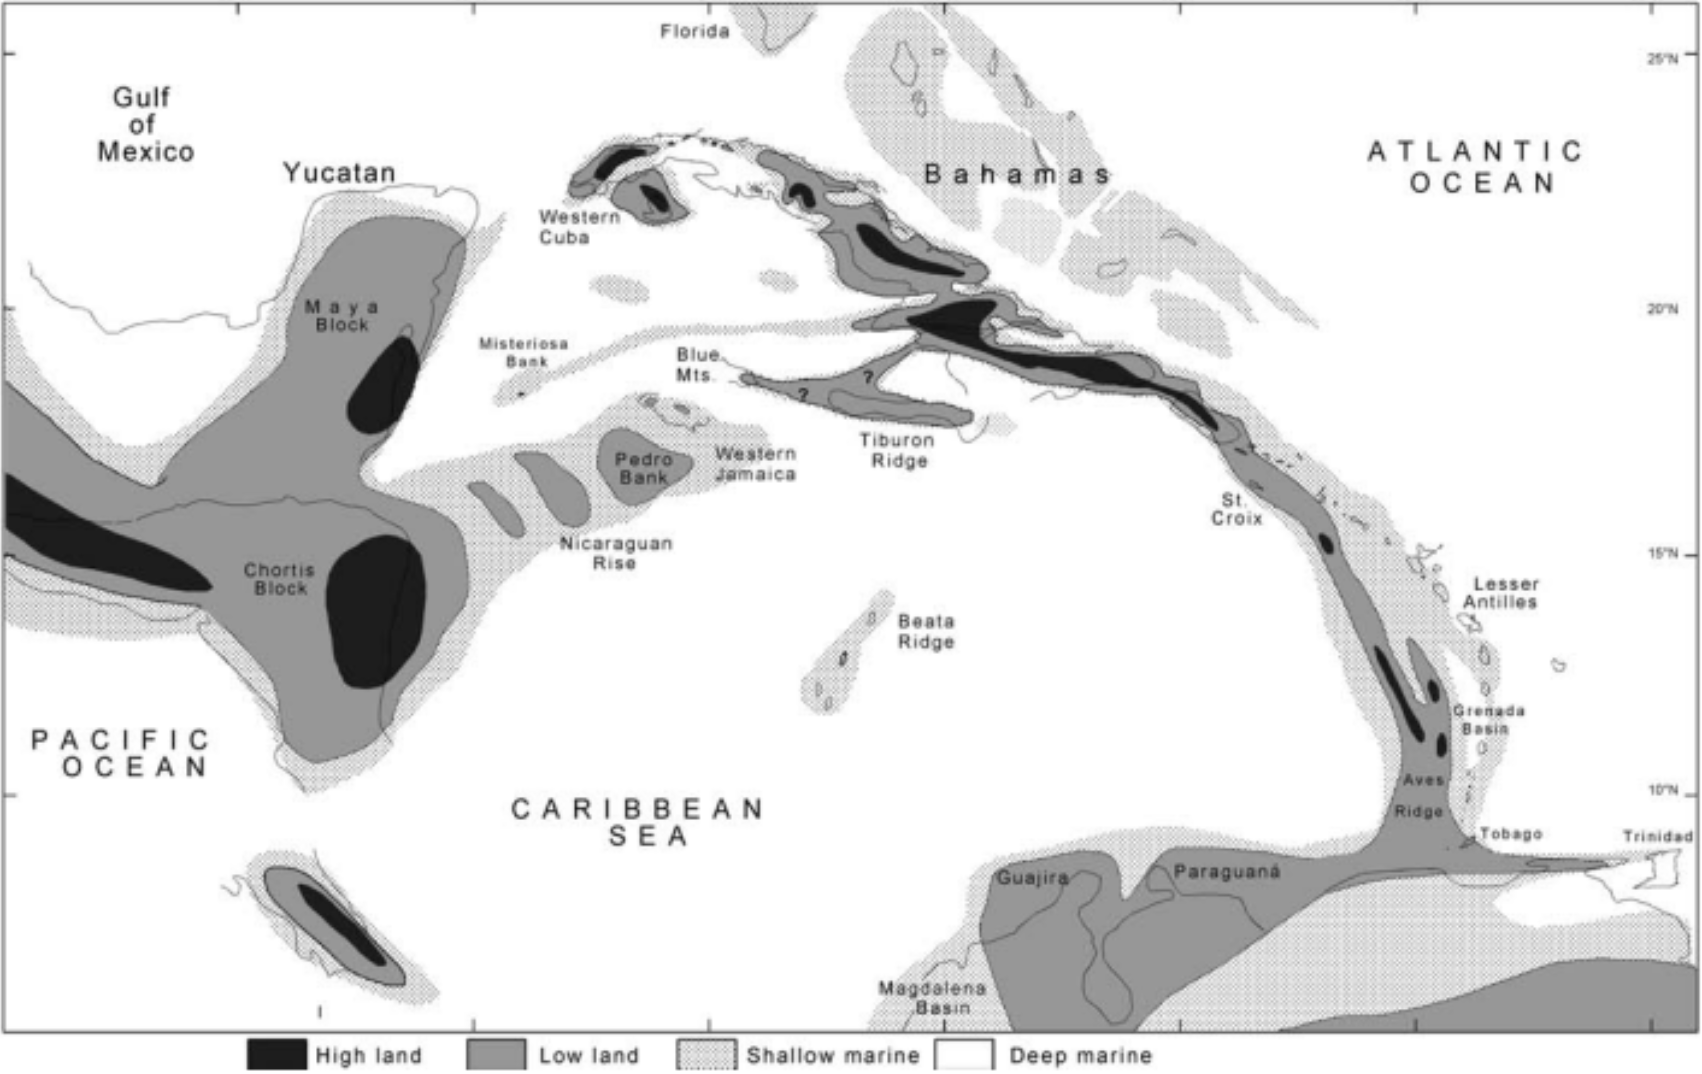 Florida
25°N
Gulf
of
Mexico
Yucatan
ATLANTIC
OCEAN
Bahamas
Western
Cuba
Maya
Block
20°N
Misteriosa
Bank
Blue
Mts.
?
?
Tiburon
Ridge
Pedro
Bank
Western
Jamaica
St.
Croix
Nicaraguan
Rise
15°N
Chortis
Block
Lesser
Antilles
Beata
Ridge
Grenada
Basin
PACIFIC
OCEAN
Aves
Ridge
10°N
CARIBBEAN
SEA
Tobago
Trinidad
Guajira
Paraguaná
Magdalena
Basin
High land
Low land
Shallow marine
Deep marine